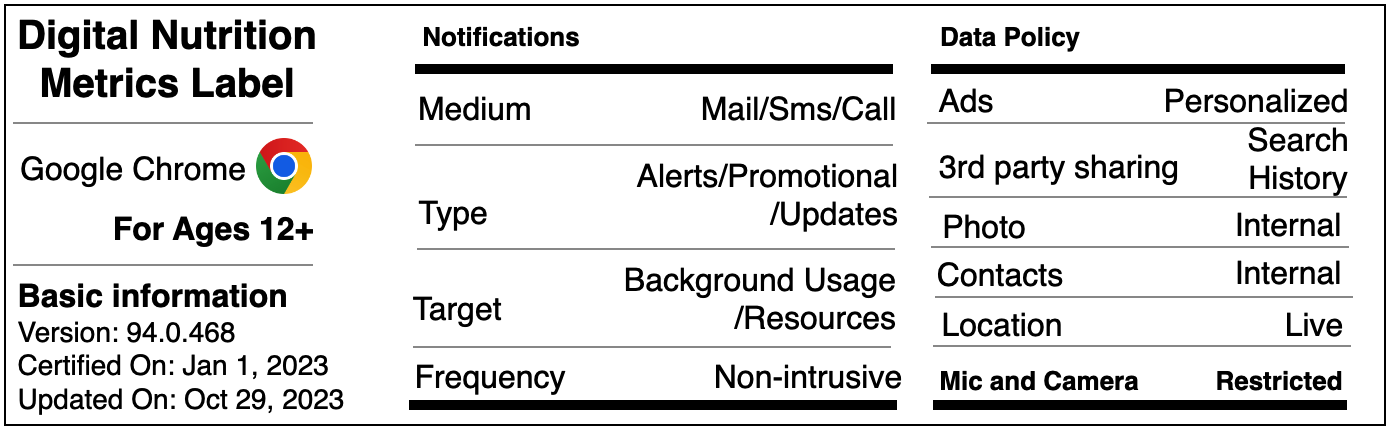 Digital Nutrition
Metrics Label
Google Chrome
For Ages 12+
Basic information
Version: 94.0.468
Certified On: Jan 1, 2023
Updated On: Oct 29, 2023
Notifications
Medium Mail/Sms/Call
Type Alerts/Promotional
/Updates
Target Background Usage
/Resources
Frequency Non-intrusive
Data Policy
Ads Personalized
3rd party sharing Search
History
Photo Internal
Contacts Internal
Location Live
Mic and Camera Restricted